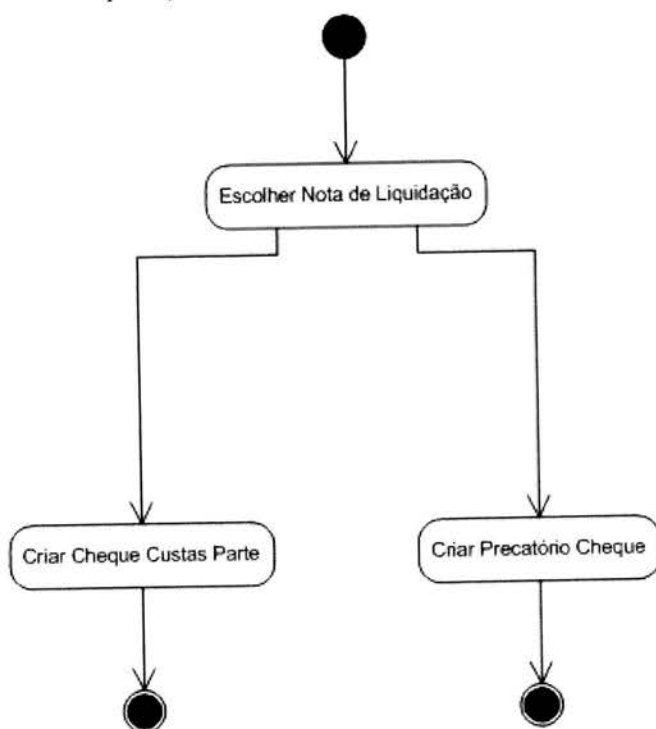 Escolher Nota de Liquidação
Criar Cheque Custas Parte
Criar Precatório Cheque